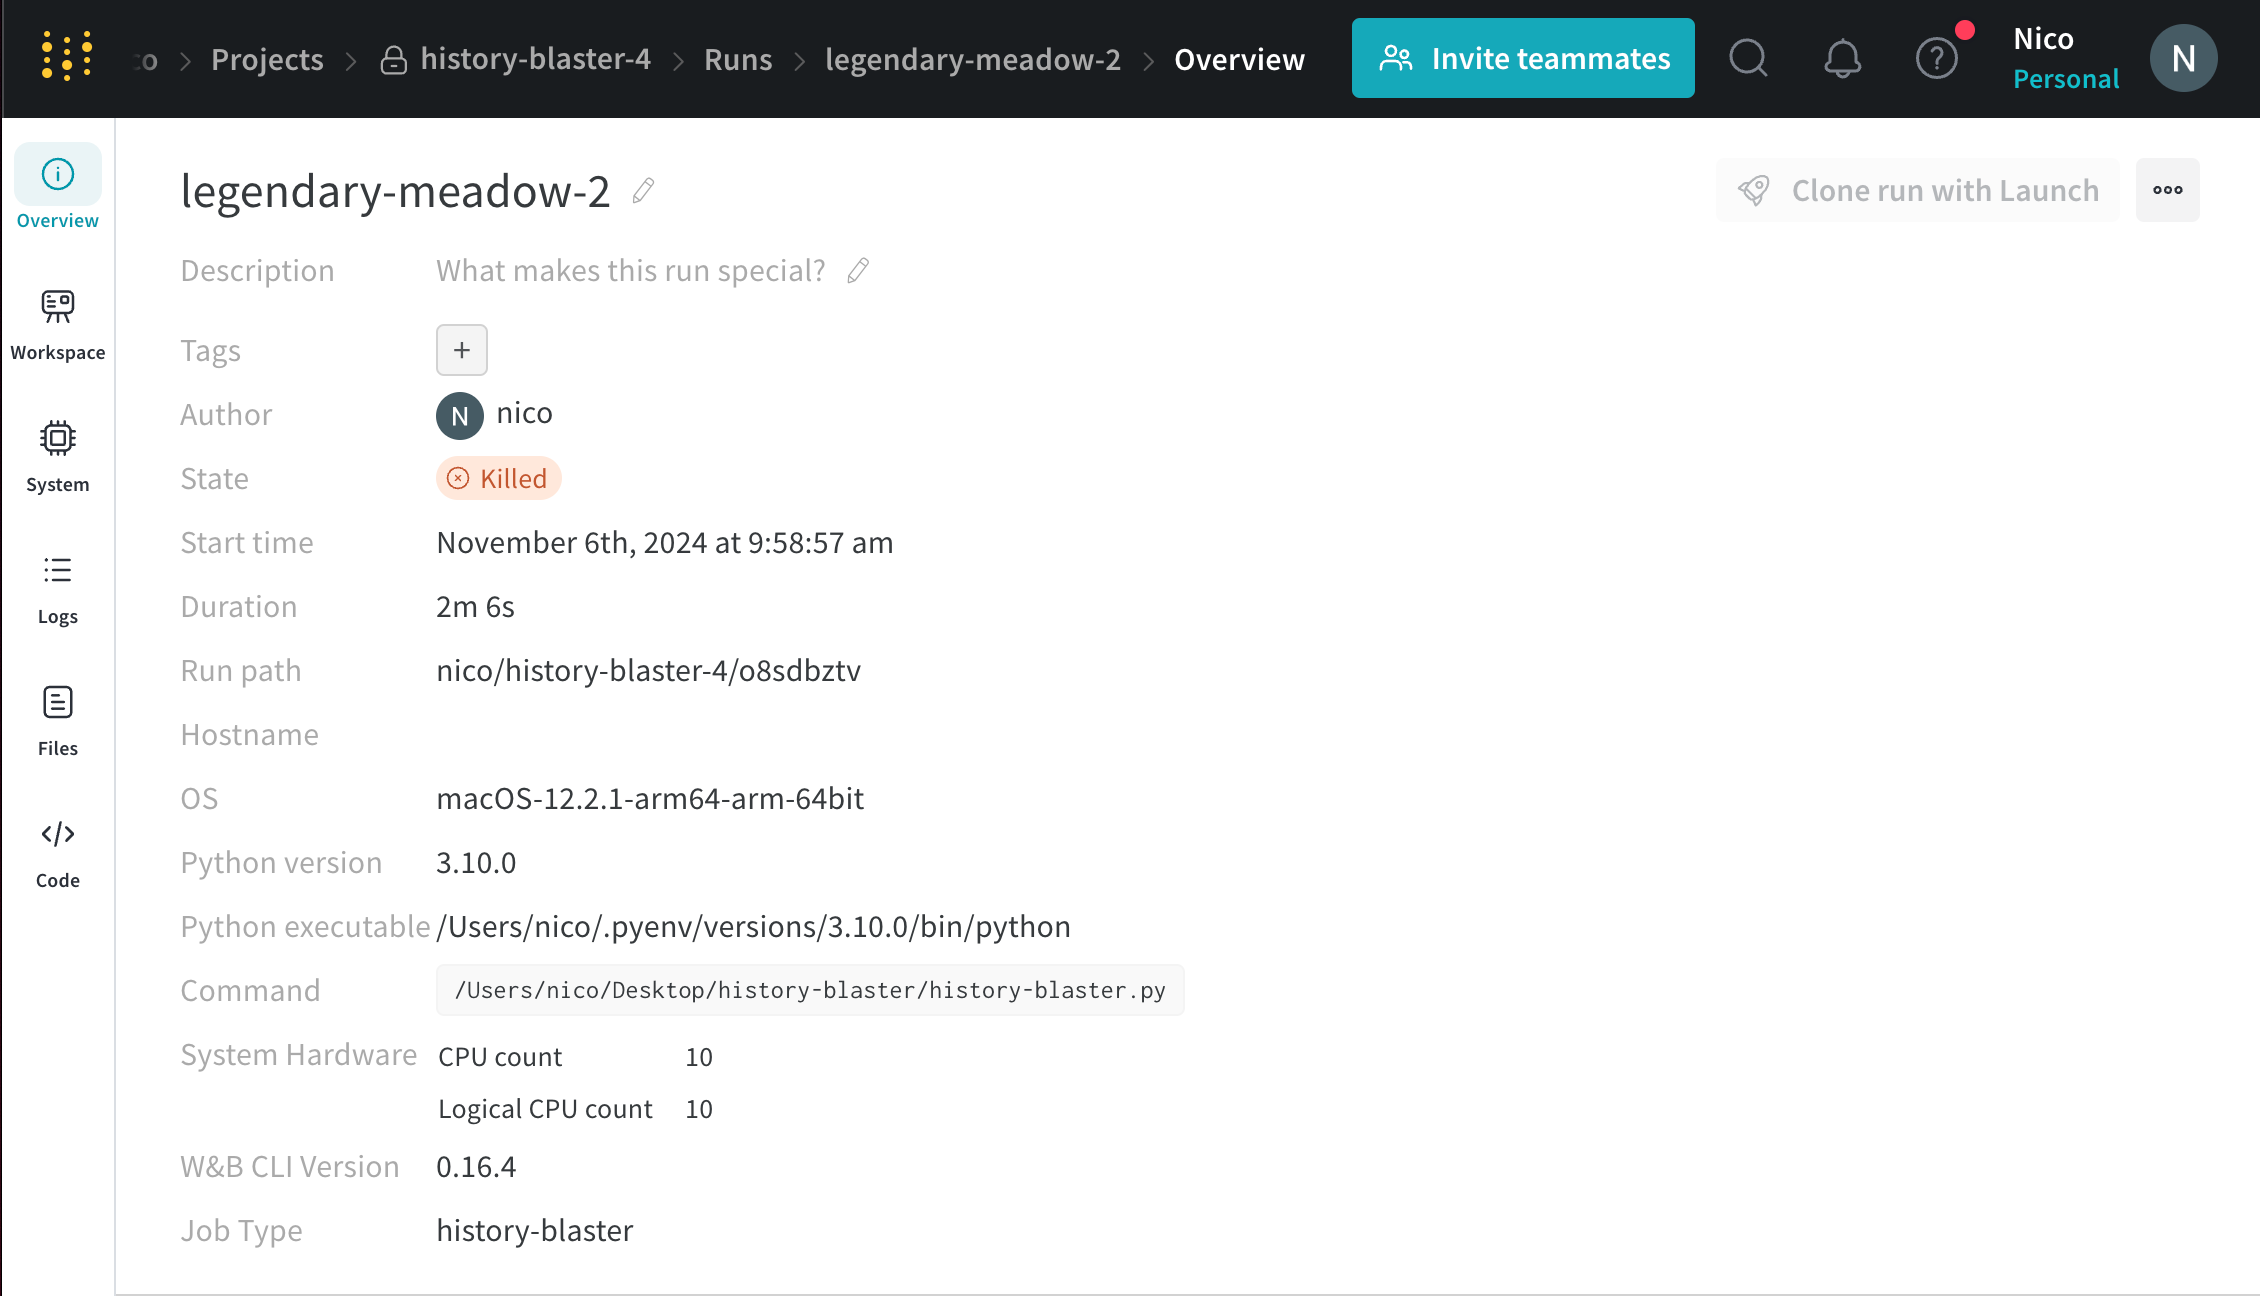 Projects > history-blaster-4 > Runs > legendary-meadow-2 > Overview
Invite teammates
?
Nico
Personal
N
Overview
Workspace
System
Logs
Files
Code
legendary-meadow-2
Clone run with Launch
Description What makes this run special?
Tags +
Author N nico
State Killed
Start time November 6th, 2024 at 9:58:57 am
Duration 2m 6s
Run path nico/history-blaster-4/o8sdbztv
Hostname
OS macOS-12.2.1-arm64-arm-64bit
Python version 3.10.0
Python executable /Users/nico/.pyenv/versions/3.10.0/bin/python
Command /Users/nico/Desktop/history-blaster/history-blaster.py
System Hardware CPU count 10
Logical CPU count 10
W&B CLI Version 0.16.4
Job Type history-blaster